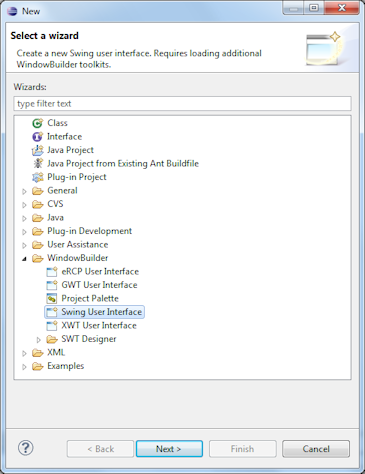 New
Select a wizard
Create a new Swing user interface. Requires loading additional
WindowBuilder toolkits.
Wizards:
type filter text
Class
Interface
Java Project
Java Project from Existing Ant Buildfile
Plug-in Project
General
CVS
Java
Plug-in Development
User Assistance
WindowBuilder
eRCP User Interface
GWT User Interface
Project Palette
Swing User Interface
XWT User Interface
SWT Designer
XML
Examples
< Back Next > Finish Cancel